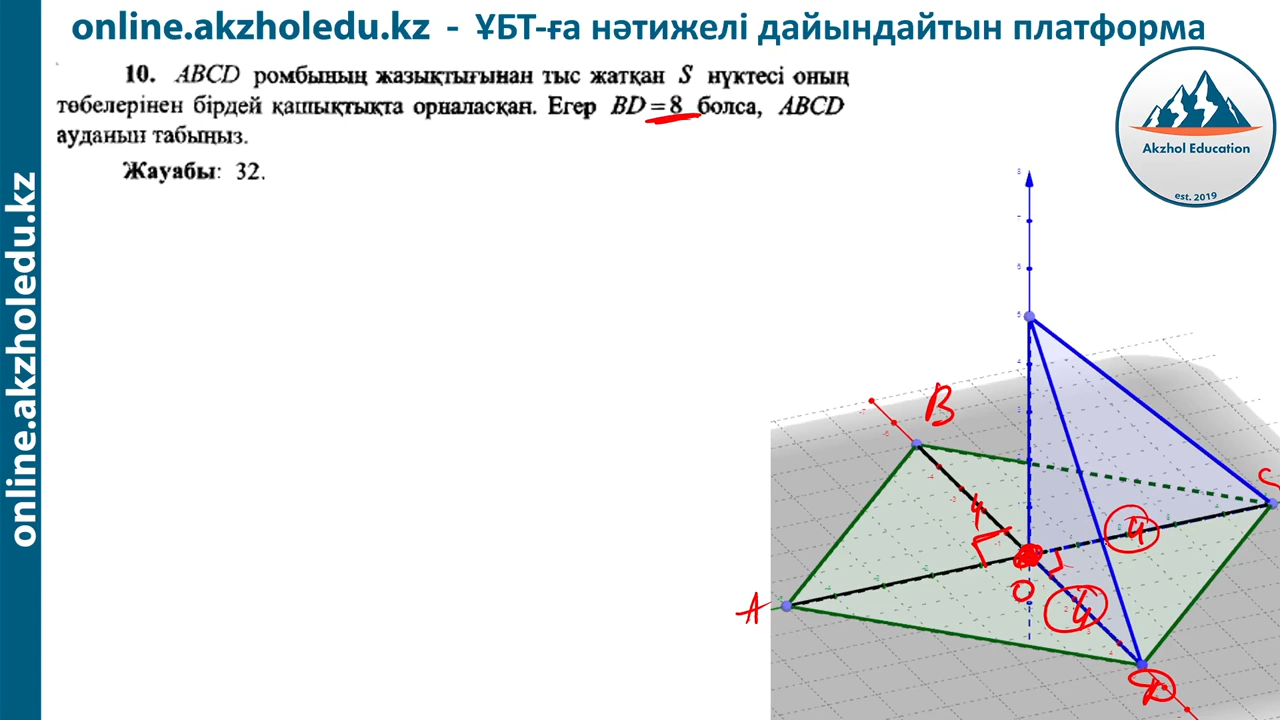 online.akzholedu.kz - ҰБТ-ға нәтижелі дайындайтын платформа
10. ABCD ромбының жазықтығынан тыс жатқан S нүктесі оның
төбелерінен бірдей қашықтықта орналасқан. Егер BD = 8 болса, ABCD
ауданын табыңыз.
Жауабы: 32.
Akzhol Education
est. 2019
online.akzholedu.kz
B
4
4
A
O
4